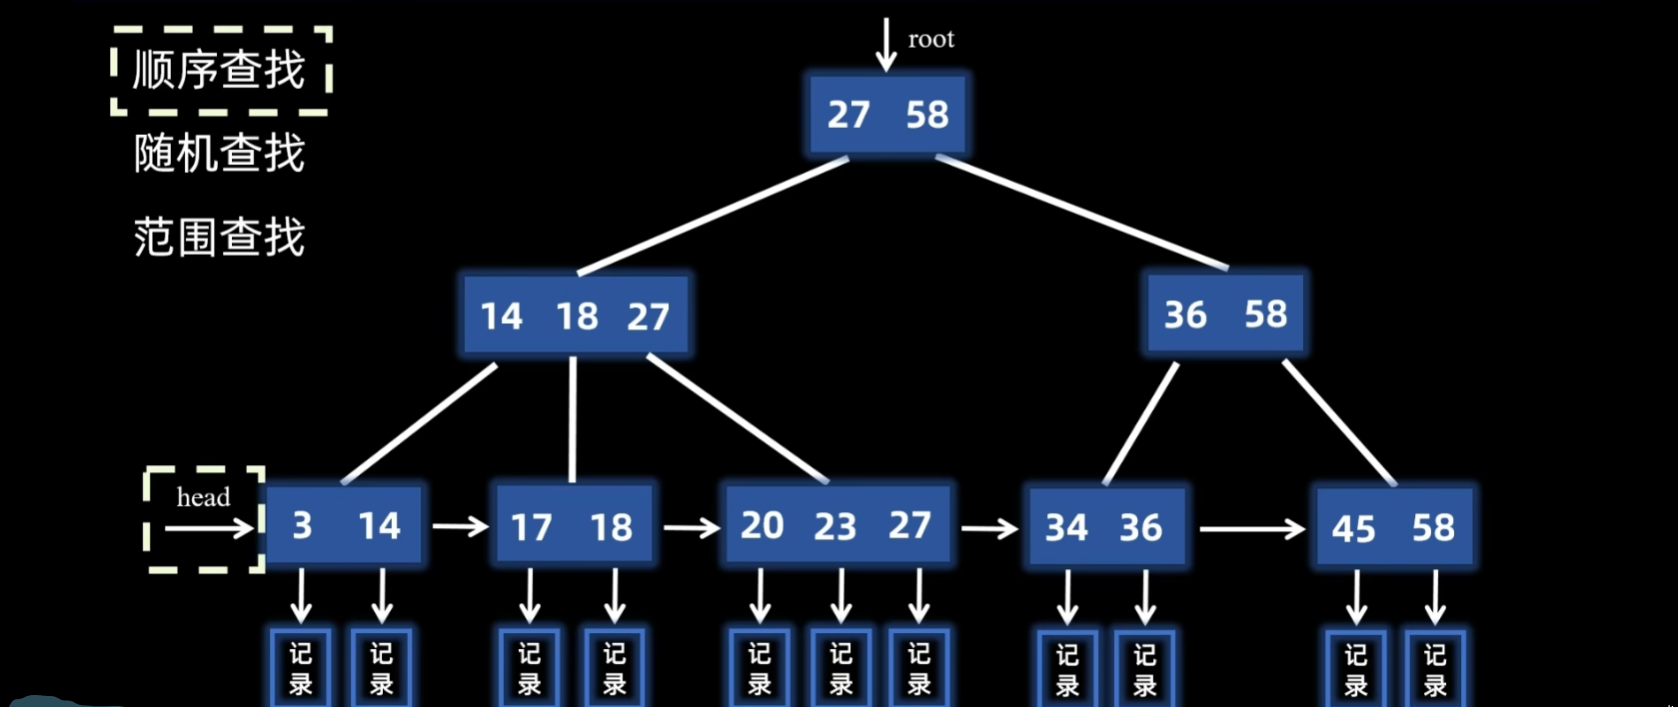 顺序查找
随机查找
范围查找
root
27 58
14 18 27
36 58
head
3 14
17 18
20 23 27
34 36
45 58
记录
记录
记录
记录
记录
记录
记录
记录
记录
记录
记录